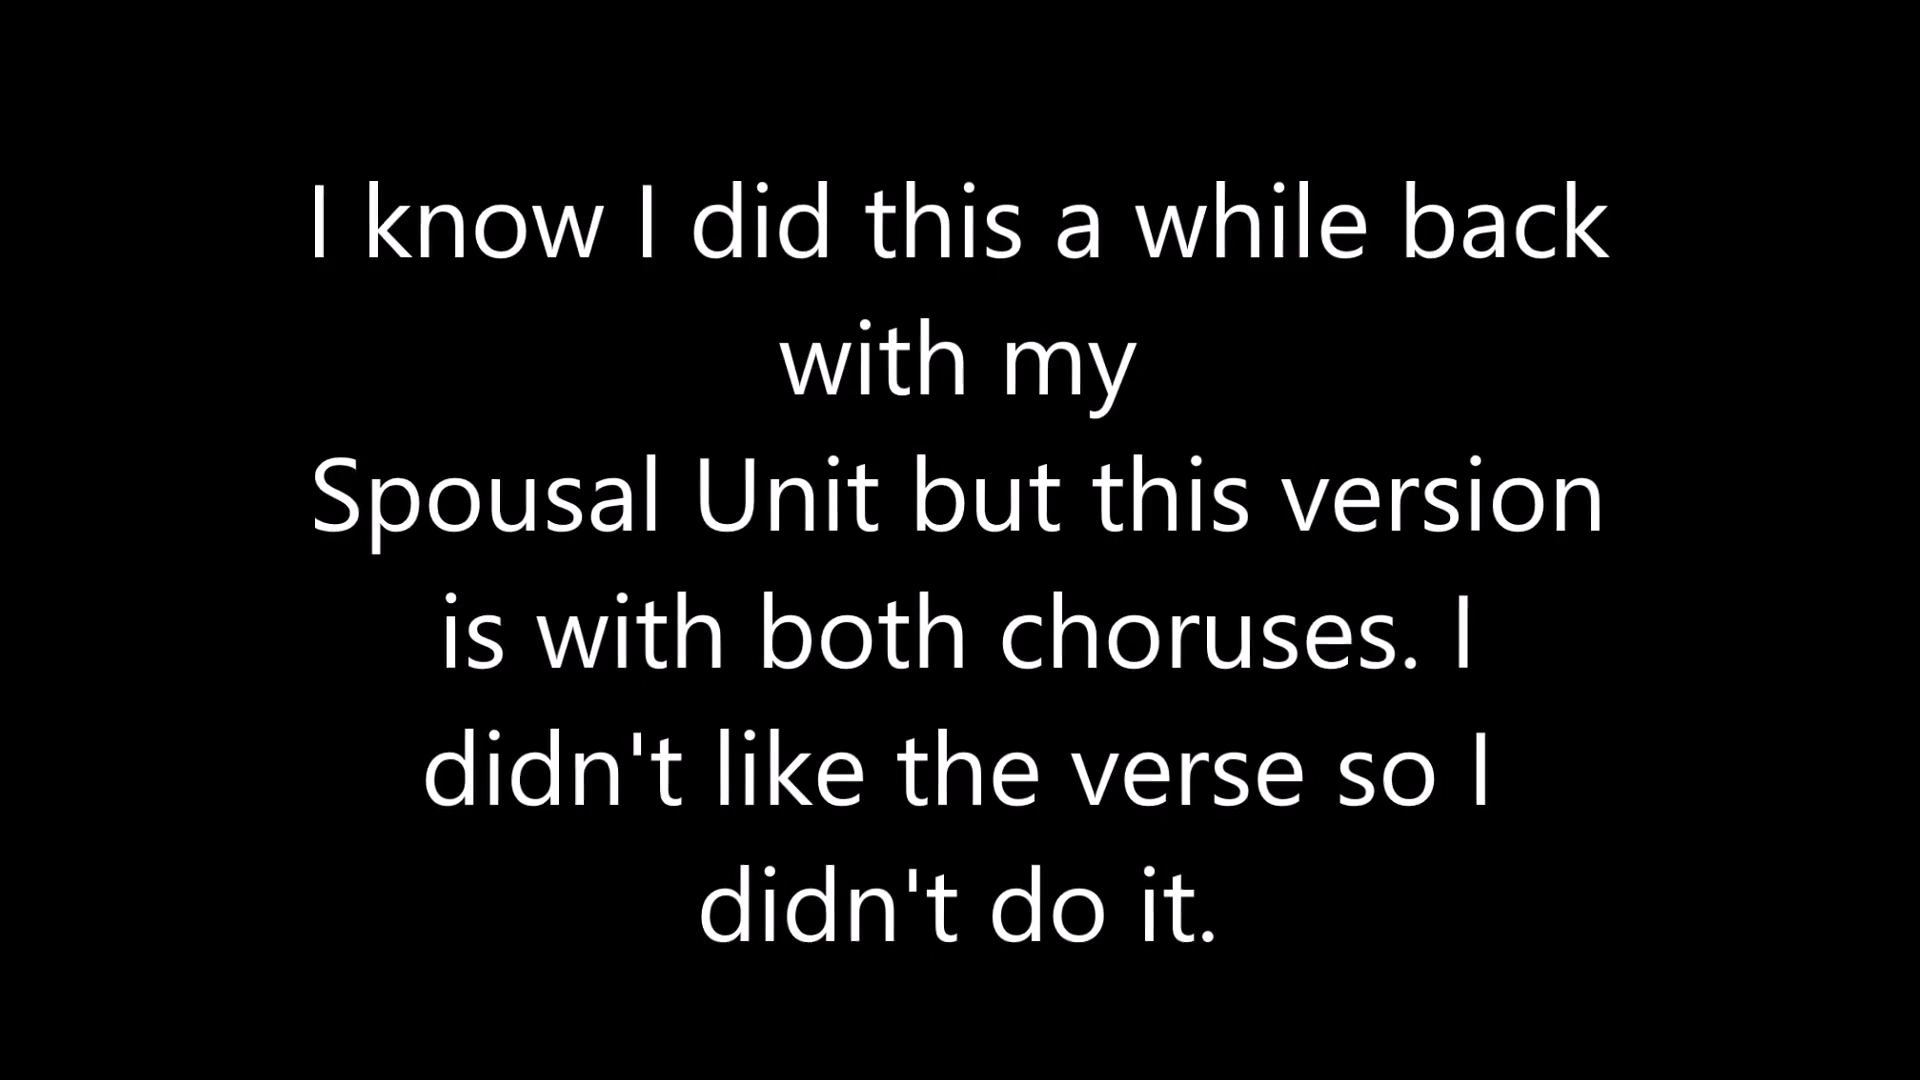 I know I did this a while back
with my
Spousal Unit but this version
is with both choruses. I
didn't like the verse so I
didn't do it.